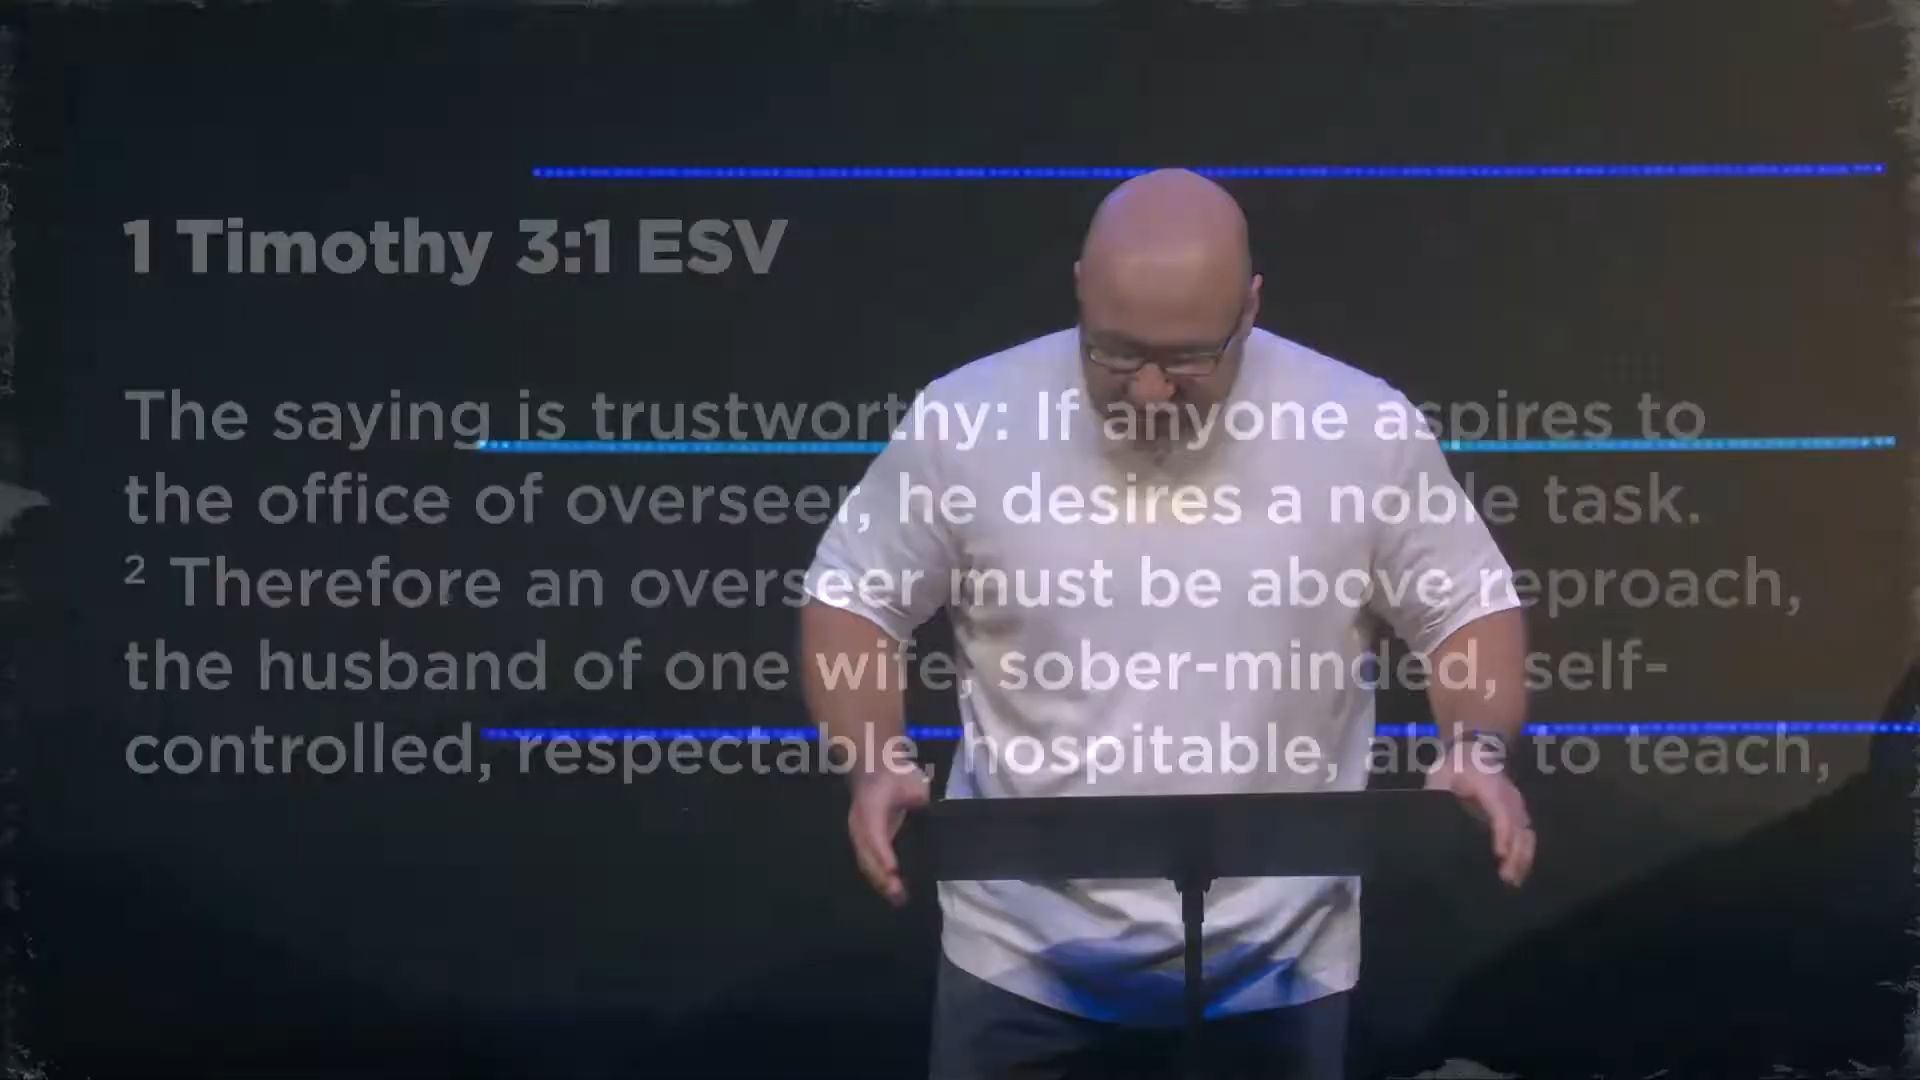 1 Timothy 3:1 ESV
The saying is trustworthy: If anyone aspires to
the office of overseer, he desires a noble task.
² Therefore an overseer must be above reproach,
the husband of one wife, sober-minded, self-
controlled, respectable, hospitable, able to teach,